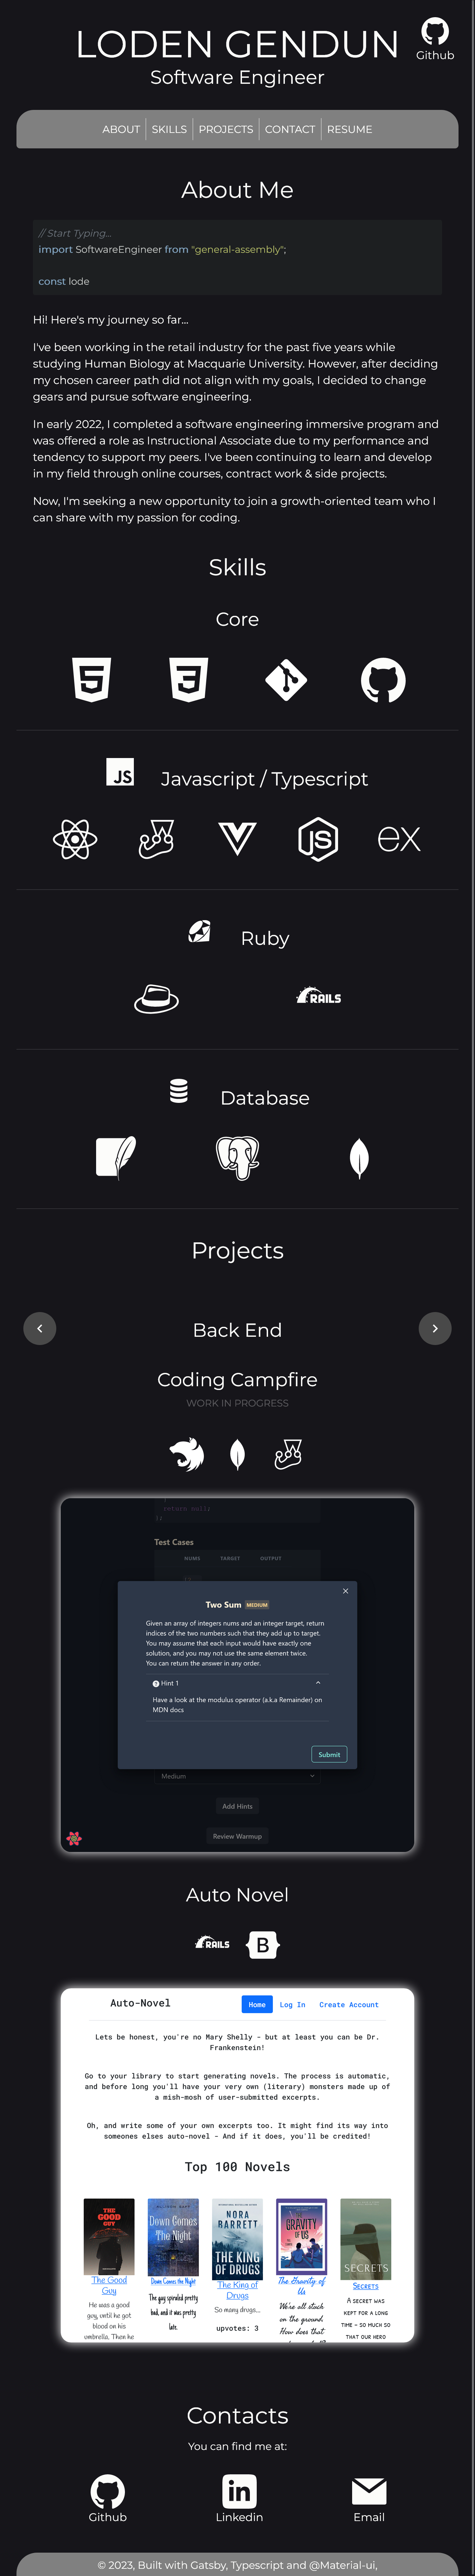 LODEN GENDUN
Software Engineer
Github
ABOUT
SKILLS
PROJECTS
CONTACT
RESUME
About Me
// Start Typing...
import SoftwareEngineer from "general-assembly";
const lode
Hi! Here's my journey so far...
I've been working in the retail industry for the past five years while
studying Human Biology at Macquarie University. However, after deciding
my chosen career path did not align with my goals, I decided to change
gears and pursue software engineering.
In early 2022, I completed a software engineering immersive program and
was offered a role as Instructional Associate due to my performance and
tendency to support my peers. I've been continuing to learn and develop
in my field through online courses, contract work & side projects.
Now, I'm seeking a new opportunity to join a growth-oriented team who I
can share with my passion for coding.
Skills
Core
JS
Javascript / Typescript
JS
EX
Ruby
RAILS
Database
Projects
Back End
Coding Campfire
WORK IN PROGRESS
return null;
};
Test Cases
NUMS TARGET OUTPUT
Two Sum MEDIUM
Given an array of integers nums and an integer target, return
indices of the two numbers such that they add up to target.
You may assume that each input would have exactly one
solution, and you may not use the same element twice.
You can return the answer in any order.
Hint 1
Have a look at the modulus operator (a.k.a Remainder) on
MDN docs
Submit
Medium
Add Hints
Review Warmup
Auto Novel
RAILS
B
Auto-Novel
Home
Log In
Create Account
Lets be honest, you're no Mary Shelly - but at least you can be Dr.
Frankenstein!
Go to your library to start generating novels. The process is automatic,
and before long you'll have your very own (literary) monsters made up of
a mish-mosh of user-submitted excerpts.
Oh, and write some of your own excerpts too. It might find its way into
someones elses auto-novel - And if it does, you'll be credited!
Top 100 Novels
THE GOOD GUY
The Good
Guy
He was a good
guy, until he got
blood on his
umbrella. Then he
Down Comes
The Night
Down Comes the Night
The guy spiraled pretty
bad, and it was pretty
late.
NORA
BARRETT
THE KING
OF DRUGS
The King of
Drugs
So many drugs...
upvotes: 3
THE
GRAVITY
OF US
The Gravity of
Us
We're all stuck
on the ground.
How does that
SECRETS
Secrets
A secret was
kept for a long
time - so much so
that our hero
Contacts
You can find me at:
Github
in
Linkedin
Email
© 2023, Built with Gatsby, Typescript and @Material-ui,